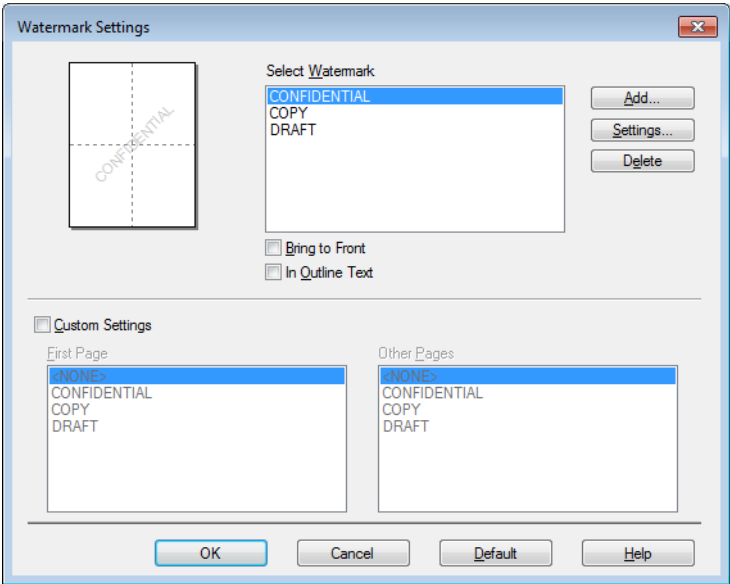 Watermark Settings
Select Watermark
CONFIDENTIAL
CONFIDENTIAL
COPY
DRAFT
Add...
Settings...
Delete
Bring to Front
In Outline Text
Custom Settings
First Page
<NONE>
CONFIDENTIAL
COPY
DRAFT
Other Pages
<NONE>
CONFIDENTIAL
COPY
DRAFT
OK
Cancel
Default
Help